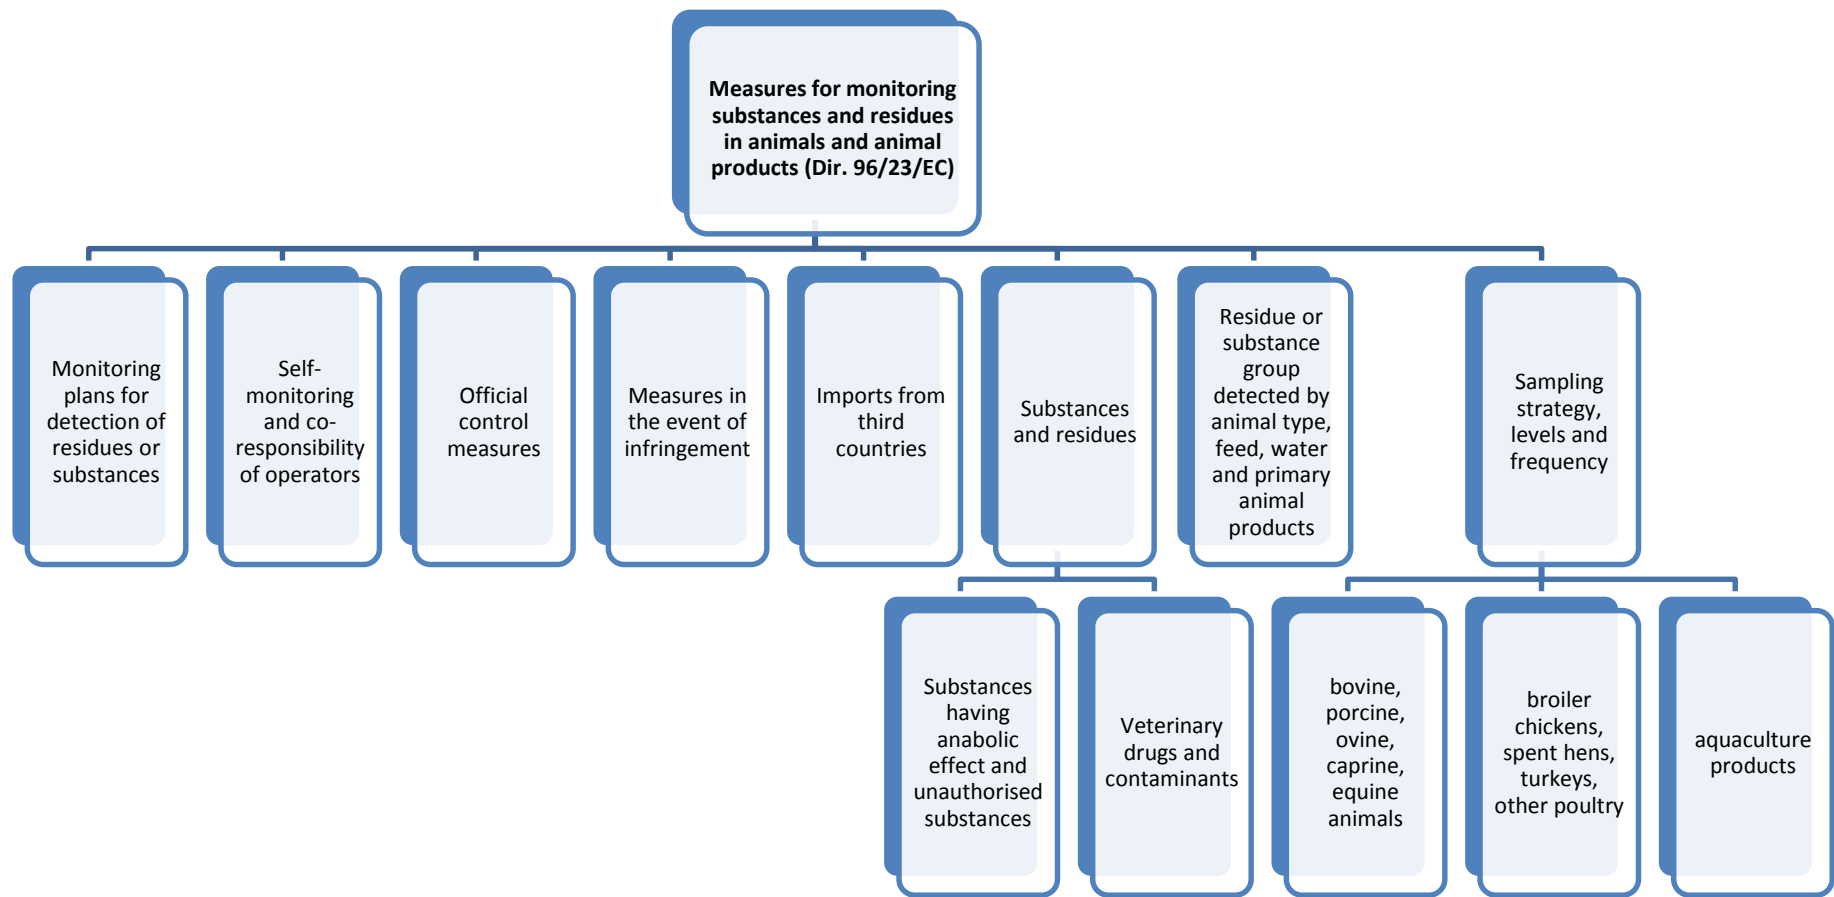 Measures for monitoring
substances and residues
in animals and animal
products (Dir. 96/23/EC)
Monitoring
plans for
detection of
residues or
substances
Self-
monitoring
and co-
responsibility
of operators
Official
control
measures
Measures in
the event of
infringement
Imports from
third
countries
Substances
and residues
Residue or
substance
group
detected by
animal type,
feed, water
and primary
animal
products
Sampling
strategy,
levels and
frequency
Substances
having
anabolic
effect and
unauthorised
substances
Veterinary
drugs and
contaminants
bovine,
porcine,
ovine,
caprine,
equine
animals
broiler
chickens,
spent hens,
turkeys,
other poultry
aquaculture
products